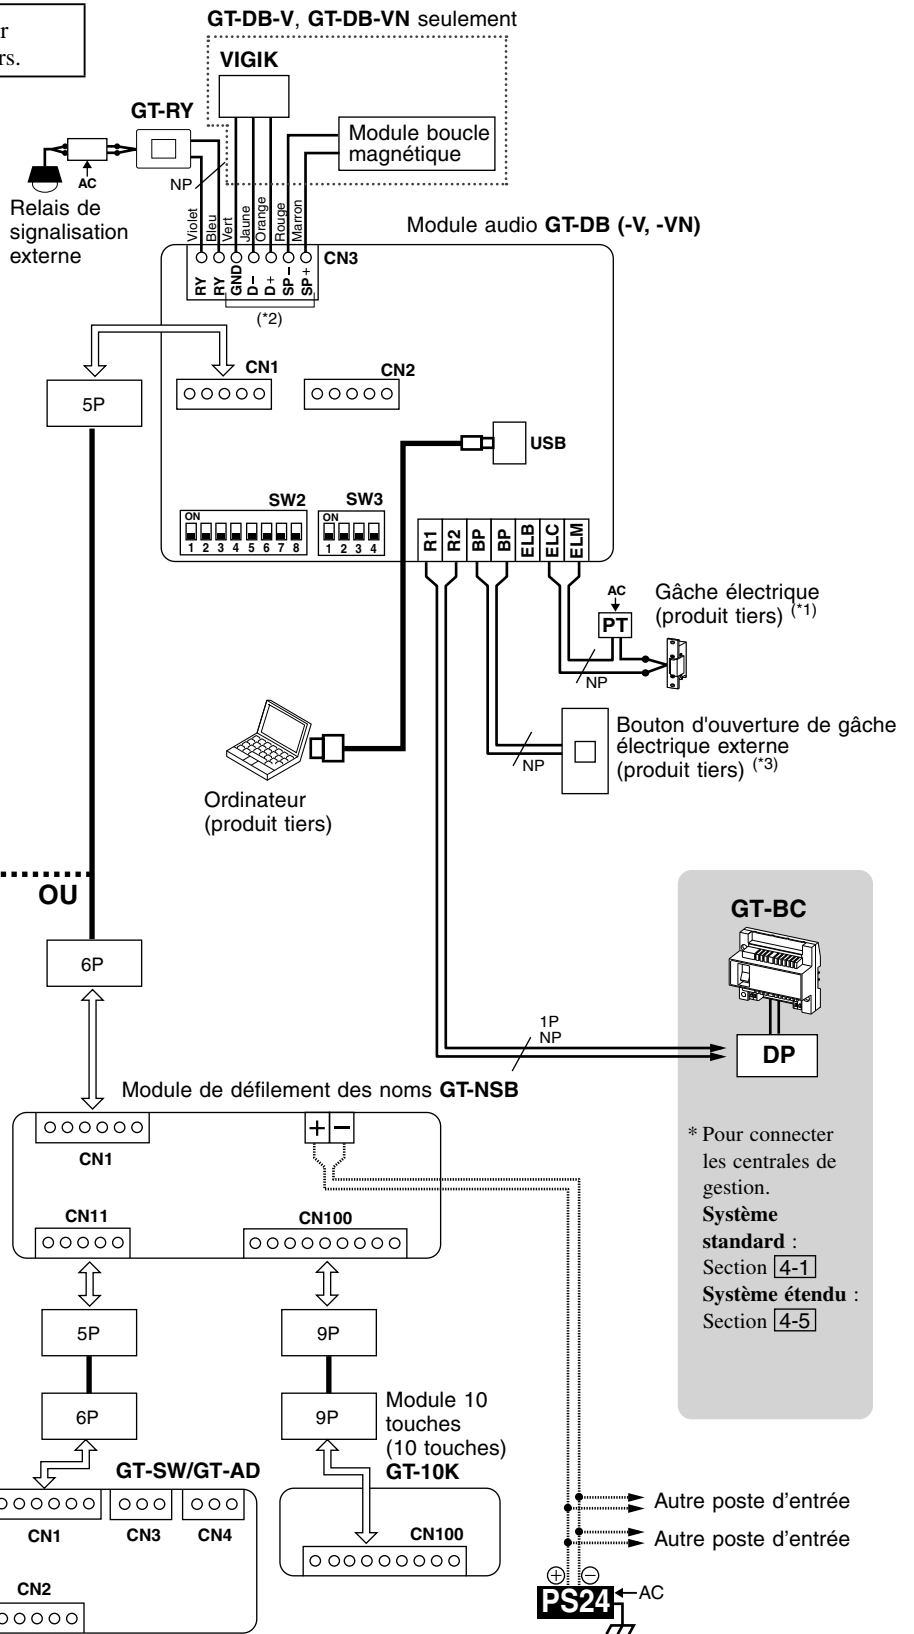 GT-DB-V, GT-DB-VN seulement
r
rs.
VIGIK
GT-RY
Module boucle
magnétique
AC
NP
Relais de
signalisation
externe
Violet
Bleu
Vert
Jaune
Orange
Rouge
Marron
Module audio GT-DB (-V, -VN)
CN3
RY
RY
GND
D−
D+
SP−
SP+
(*2)
CN1
CN2
5P
USB
SW2
SW3
ON
1 2 3 4 5 6 7 8
ON
1 2 3 4
R1
R2
BP
BP
ELB
ELC
ELM
AC
PT
Gâche électrique
(produit tiers) (*1)
NP
Bouton d'ouverture de gâche
électrique externe
(produit tiers) (*3)
NP
Ordinateur
(produit tiers)
OU
6P
GT-BC
1P
NP
DP
Module de défilement des noms GT-NSB
+ −
CN1
CN11
CN100
* Pour connecter
les centrales de
gestion.
Système
standard :
Section 4-1
Système étendu :
Section 4-5
5P
9P
6P
9P
Module 10
touches
(10 touches)
GT-10K
GT-SW/GT-AD
CN1
CN3
CN4
CN100
CN2
Autre poste d'entrée
Autre poste d'entrée
+ −
PS24
AC